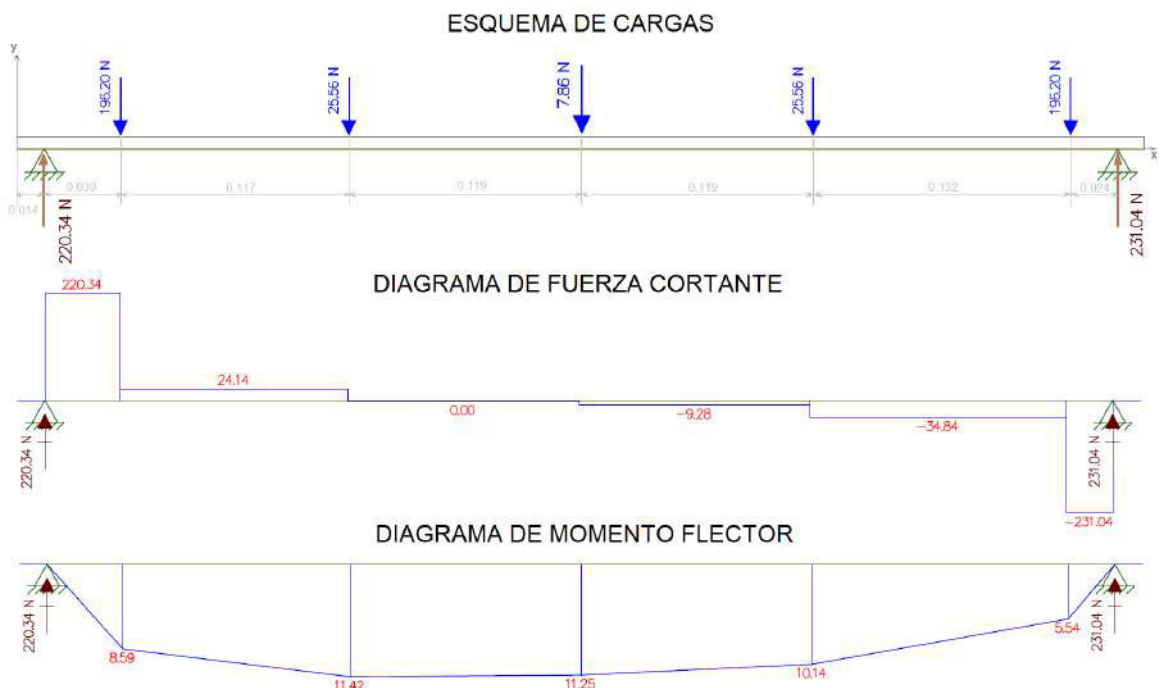 ESQUEMA DE CARGAS
y
196.20 N
25.56 N
7.86 N
25.56 N
196.20 N
x
0.014
0.039
0.117
0.119
0.119
0.132
0.024
220.34 N
231.04 N
DIAGRAMA DE FUERZA CORTANTE
220.34
24.14
0.00
-9.28
-34.84
-231.04
220.34 N
231.04 N
DIAGRAMA DE MOMENTO FLECTOR
220.34 N
231.04 N
8.59
11.42
11.25
10.14
5.54